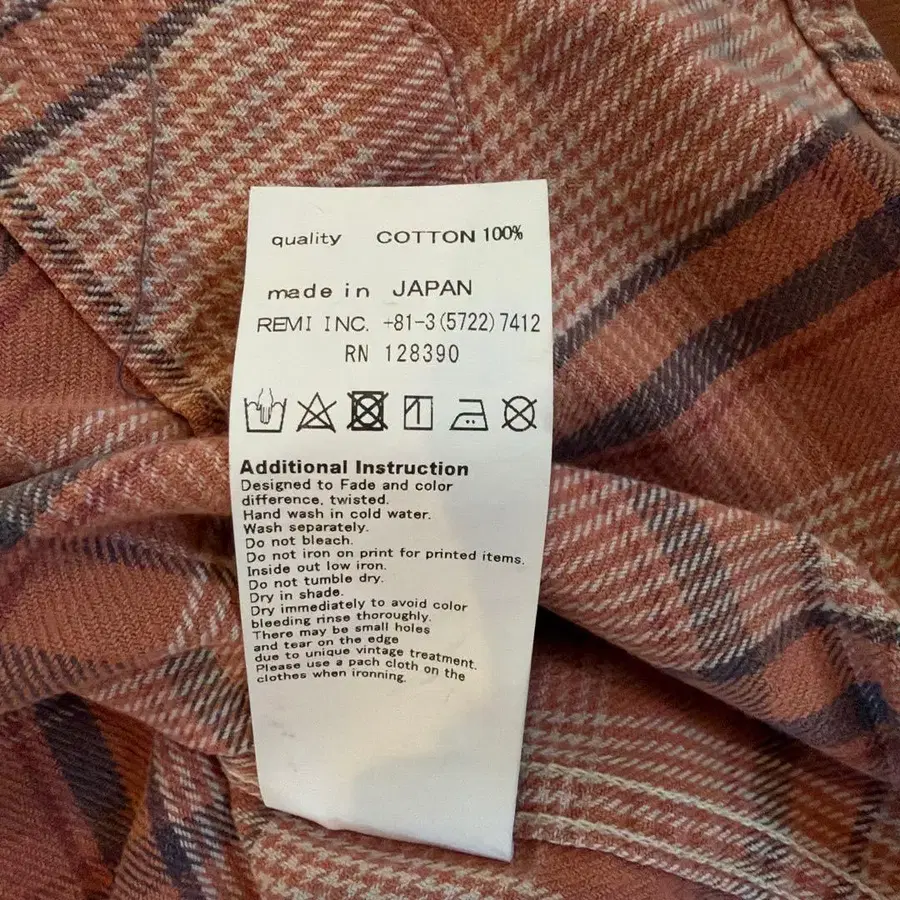 quality COTTON 100%
made in JAPAN
REMI INC. +81-3(5722)7412
RN 128390
Additional Instruction
Designed to Fade and color
difference, twisted.
Hand wash in cold water.
Wash separately.
Do not bleach.
Do not iron on print for printed items.
Inside out low iron.
Do not tumble dry.
Dry in shade.
Dry immediately to avoid color
bleeding rinse thoroughly.
There may be small holes
and tear on the edge
due to unique vintage treatment.
Please use a pach cloth on the
clothes when ironning.